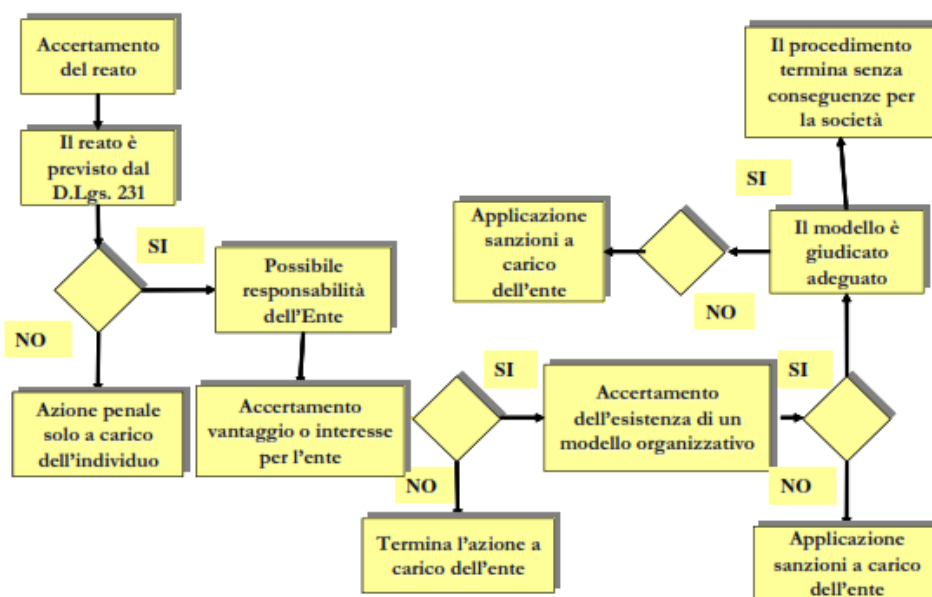 Accertamento
del reato
Il reato è
previsto dal
D.Lgs. 231
SI
NO
Azione penale
solo a carico
dell'individuo
Possibile
responsabilità
dell'Ente
Accertamento
vantaggio o interesse
per l'ente
SI
NO
Termina l'azione a
carico dell'ente
Accertamento
dell'esistenza di un
modello organizzativo
SI
NO
Applicazione
sanzioni a carico
dell'ente
Il modello è
giudicato
adeguato
SI
NO
Il procedimento
termina senza
conseguenze per
la società
Applicazione
sanzioni a
carico
dell'ente